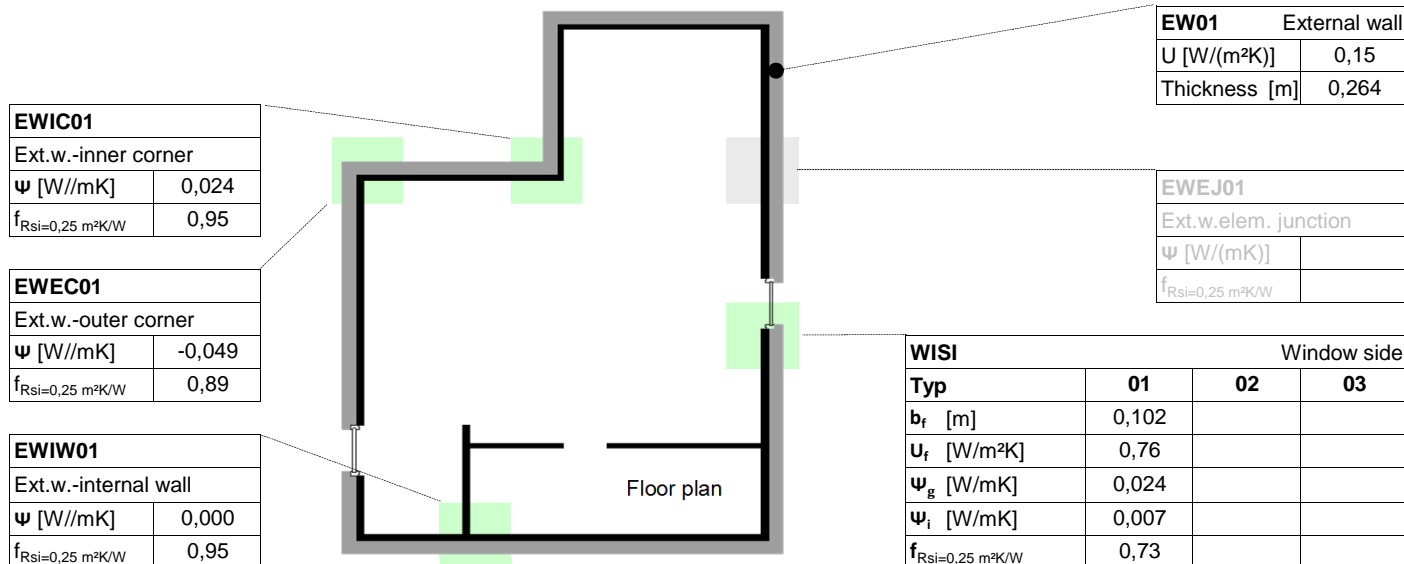 EW01 External wall
U [W/(m²K)] 0,15
Thickness [m] 0,264
EWIC01
Ext.w.-inner corner
Ψ [W//mK] 0,024
fRsi=0,25 m²K/W 0,95
EWEJ01
Ext.w.elem. junction
Ψ [W/(mK)]
fRsi=0,25 m²K/W
EWEC01
Ext.w.-outer corner
Ψ [W//mK] -0,049
fRsi=0,25 m²K/W 0,89
WISI Window side
Typ 01 02 03
bf [m] 0,102
Uf [W/m²K] 0,76
Ψg [W/mK] 0,024
Ψi [W/mK] 0,007
fRsi=0,25 m²K/W 0,73
EWIW01
Ext.w.-internal wall
Ψ [W//mK] 0,000
fRsi=0,25 m²K/W 0,95
Floor plan